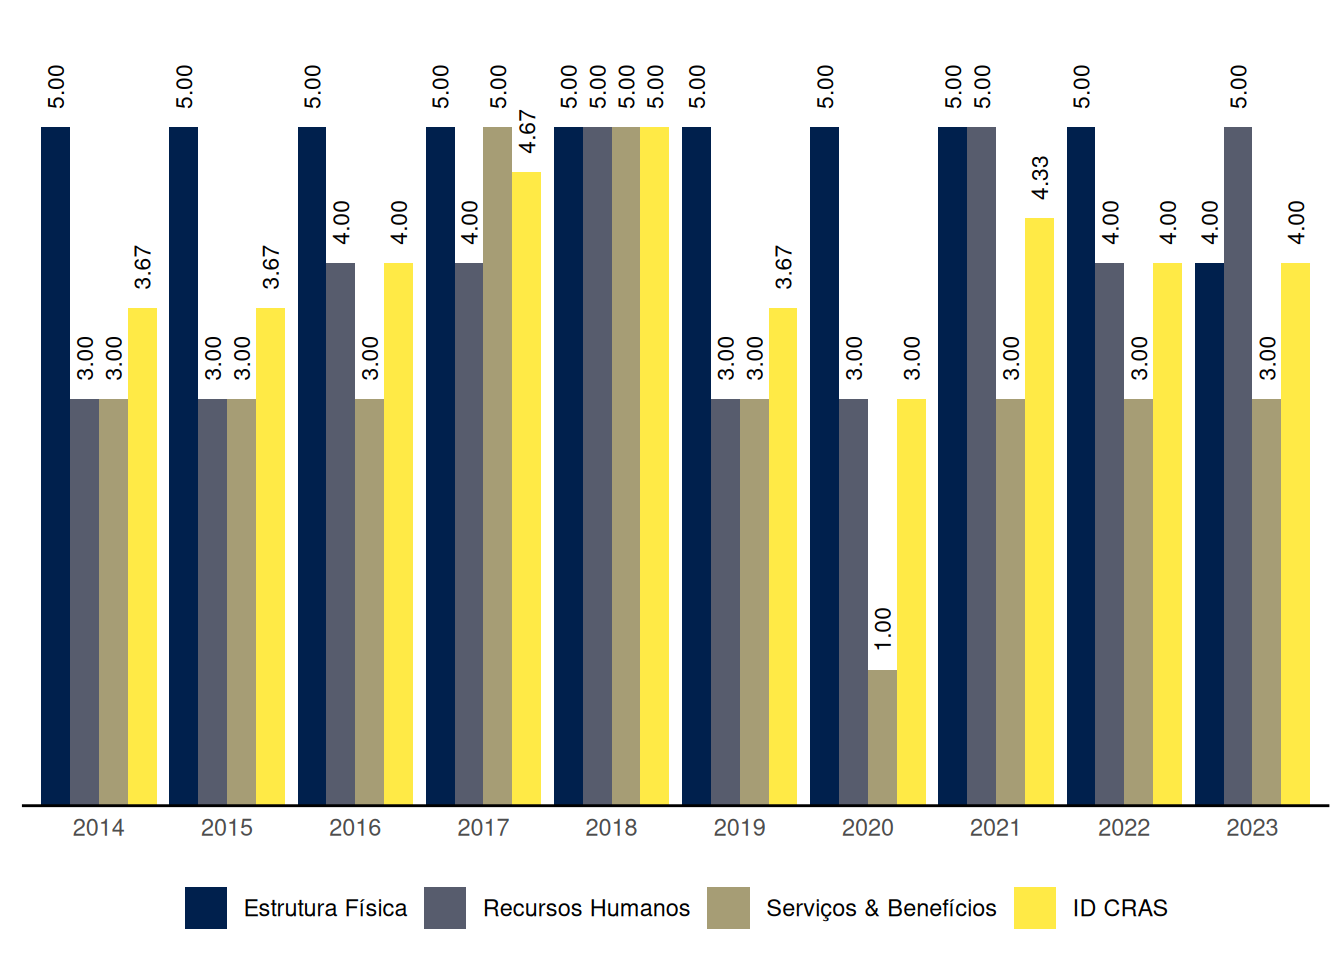 5.00 5.00 5.00 5.00 5.00 5.00 5.00 5.00 5.00 5.00 5.00 5.00 5.00 5.00 5.00
4.67
4.33
4.00 4.00 4.00 4.00 4.00 4.00 4.00
3.67 3.67 3.67
3.00 3.00 3.00 3.00 3.00 3.00 3.00 3.00 3.00 3.00 3.00 3.00 3.00
1.00
2014 2015 2016 2017 2018 2019 2020 2021 2022 2023
Estrutura Física Recursos Humanos Serviços & Benefícios ID CRAS